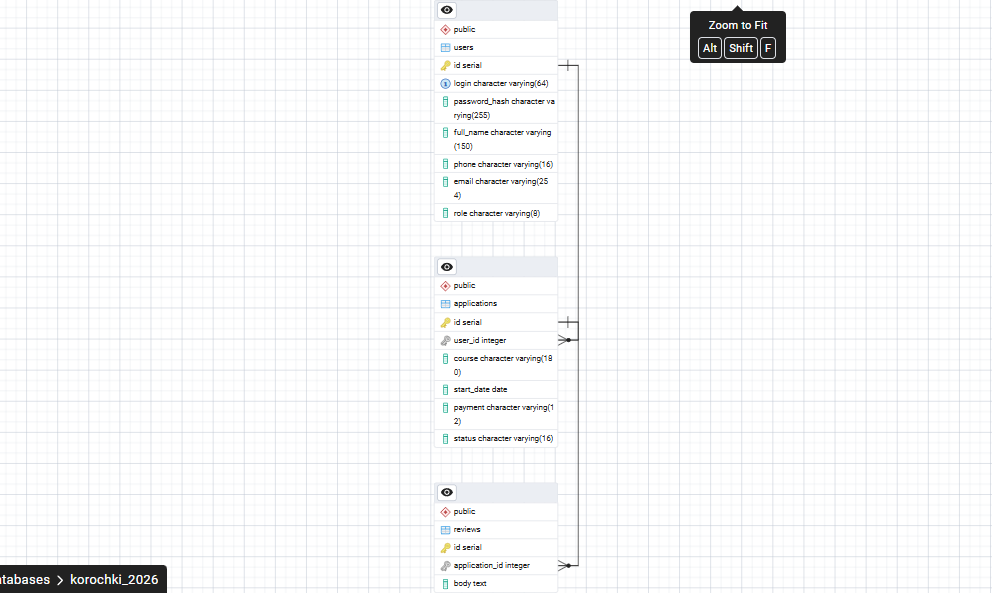 Zoom to Fit
Alt Shift F
public
users
id serial
login character varying(64)
password_hash character va
rying(255)
full_name character varying
(150)
phone character varying(16)
email character varying(25
4)
role character varying(8)
public
applications
id serial
user_id integer
course character varying(18
0)
start_date date
payment character varying(1
2)
status character varying(16)
public
reviews
id serial
application_id integer
body text
atabases > korochki_2026